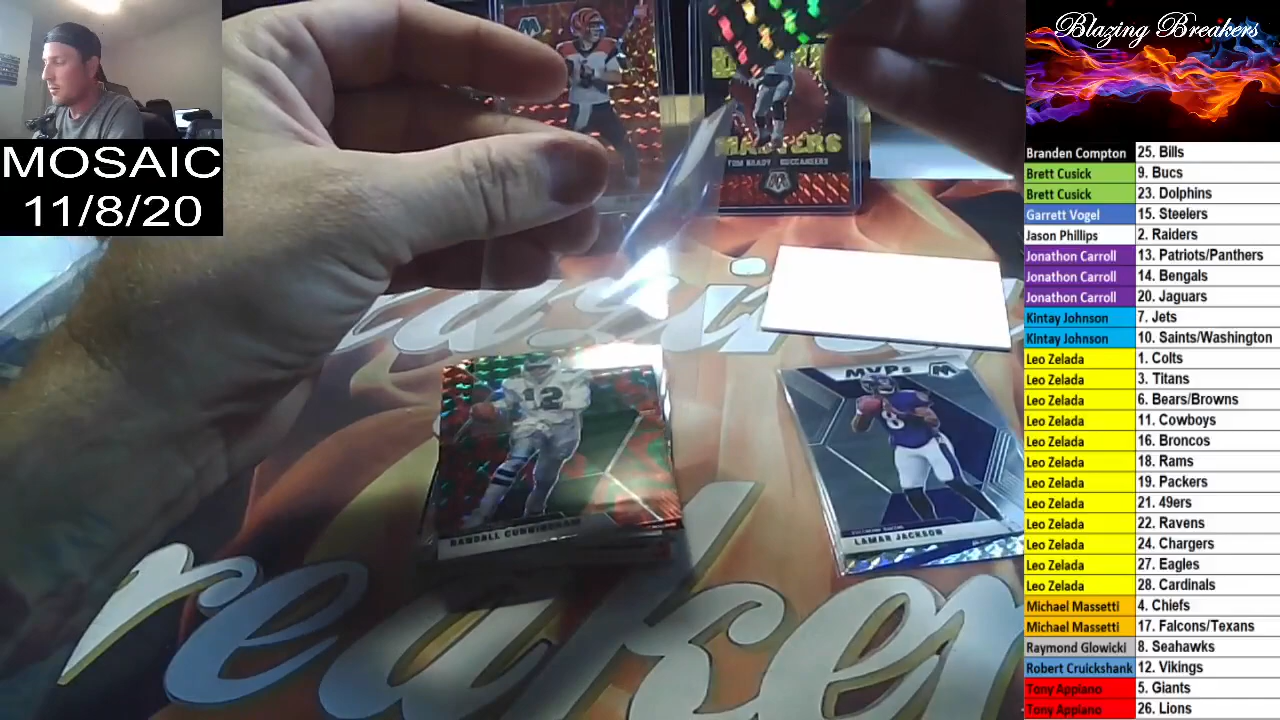 MOSAIC
11/8/20
Blazing Breakers
Branden Compton 25. Bills
Brett Cusick 9. Bucs
Brett Cusick 23. Dolphins
Garrett Vogel 15. Steelers
Jason Phillips 2. Raiders
Jonathon Carroll 13. Patriots/Panthers
Jonathon Carroll 14. Bengals
Jonathon Carroll 20. Jaguars
Kintay Johnson 7. Jets
Kintay Johnson 10. Saints/Washington
Leo Zelada 1. Colts
Leo Zelada 3. Titans
Leo Zelada 6. Bears/Browns
Leo Zelada 11. Cowboys
Leo Zelada 16. Broncos
Leo Zelada 18. Rams
Leo Zelada 19. Packers
Leo Zelada 21. 49ers
Leo Zelada 22. Ravens
Leo Zelada 24. Chargers
Leo Zelada 27. Eagles
Leo Zelada 28. Cardinals
Michael Massetti 4. Chiefs
Michael Massetti 17. Falcons/Texans
Raymond Glowicki 8. Seahawks
Robert Cruickshank 12. Vikings
Tony Appiano 5. Giants
Tony Appiano 26. Lions
MASTERS
TOM BRADY BUCCANEERS
MVPs
8
LAMAR JACKSON
12
RANDALL CUNNINGHAM